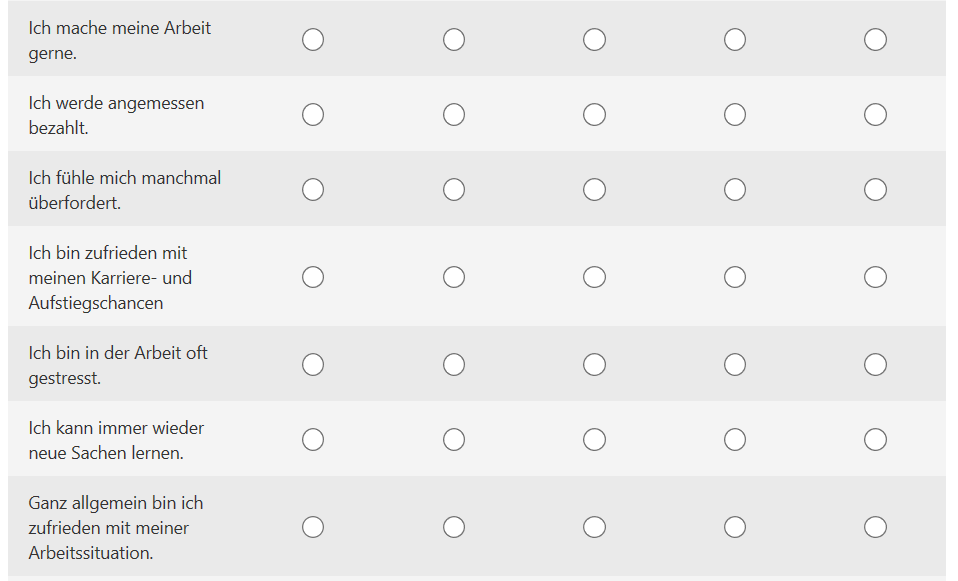 Ich mache meine Arbeit
gerne.
Ich werde angemessen
bezahlt.
Ich fühle mich manchmal
überfordert.
Ich bin zufrieden mit
meinen Karriere- und
Aufstiegschancen
Ich bin in der Arbeit oft
gestresst.
Ich kann immer wieder
neue Sachen lernen.
Ganz allgemein bin ich
zufrieden mit meiner
Arbeitssituation.